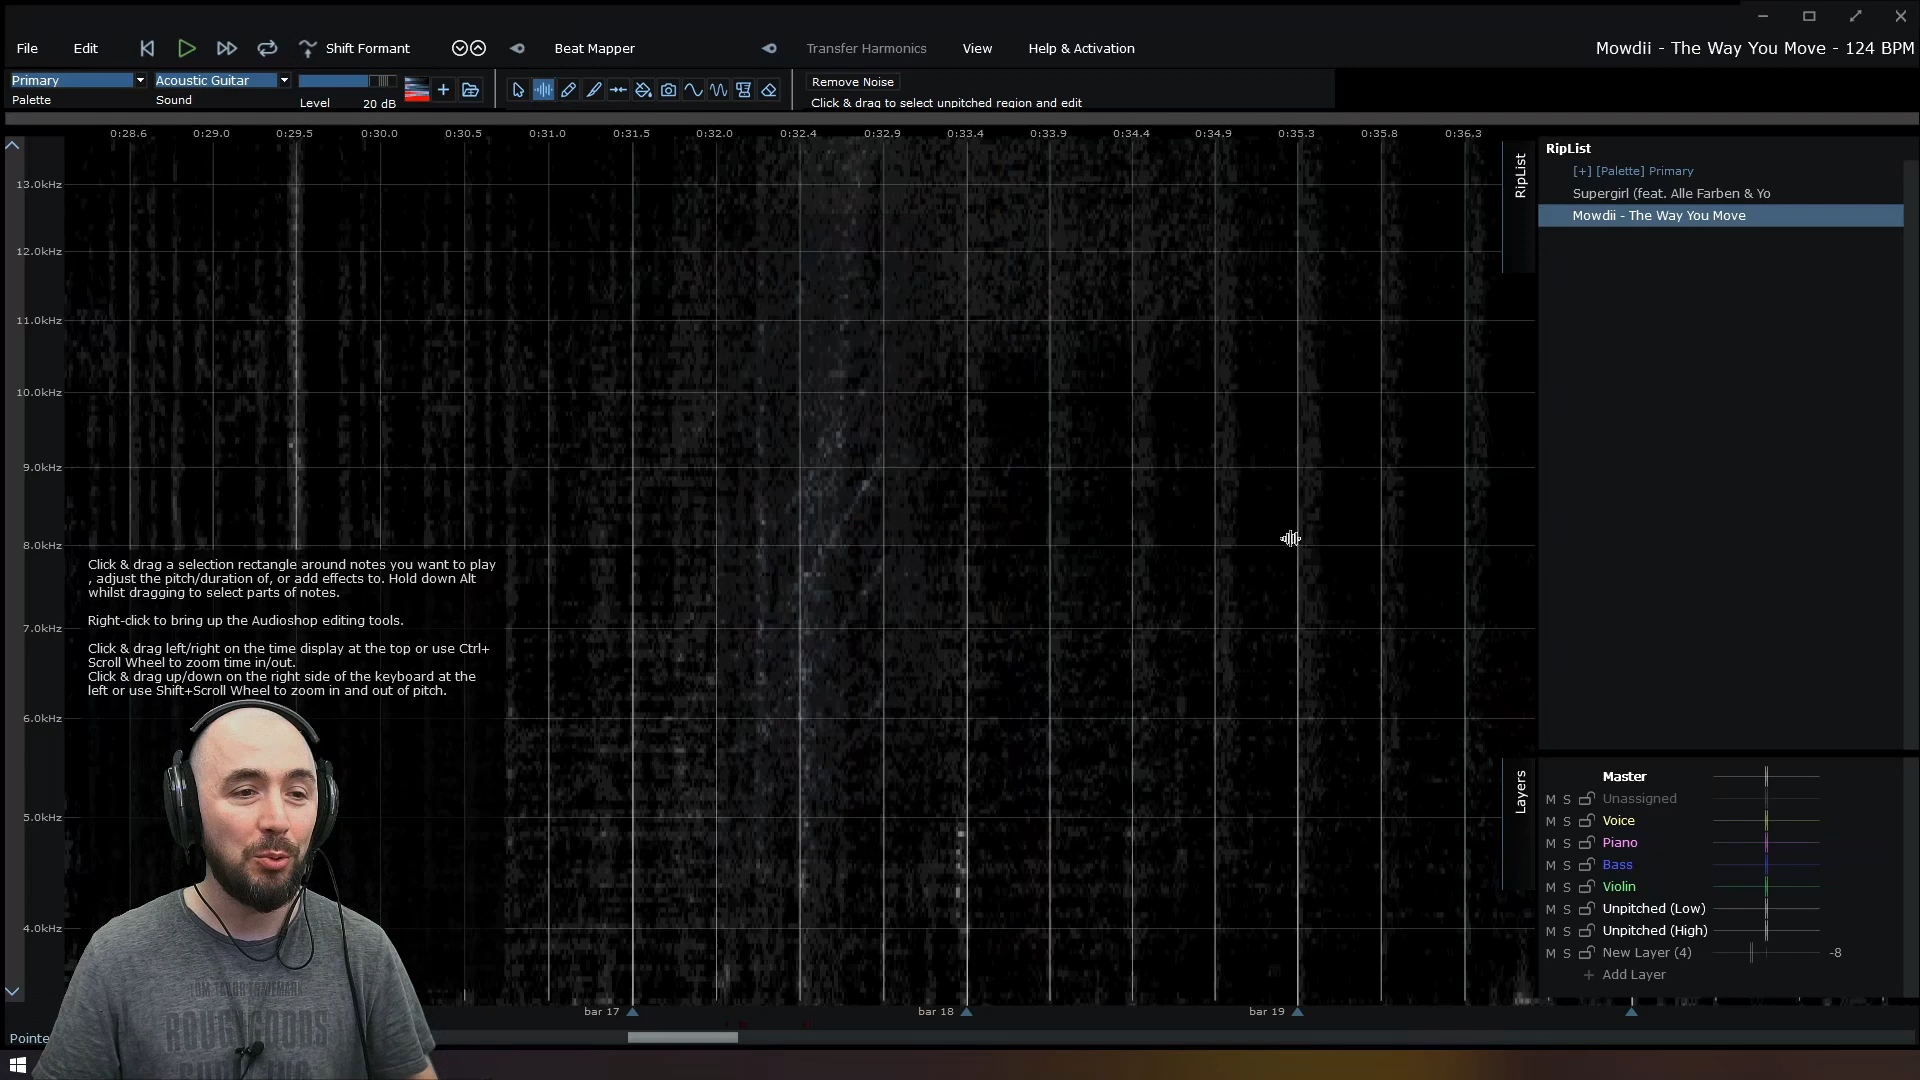 File Edit Shift Formant Beat Mapper Transfer Harmonics View Help & Activation Mowdii - The Way You Move - 124 BPM
Primary Acoustic Guitar Remove Noise
Palette Sound Level 20 dB Click & drag to select unpitched region and edit
0:28.6 0:29.0 0:29.5 0:30.0 0:30.5 0:31.0 0:31.5 0:32.0 0:32.4 0:32.9 0:33.4 0:33.9 0:34.4 0:34.9 0:35.3 0:35.8 0:36.3
RipList
RipList
[+] [Palette] Primary
Supergirl (feat. Alle Farben & Yo
Mowdii - The Way You Move
13.0kHz
12.0kHz
11.0kHz
10.0kHz
9.0kHz
8.0kHz
7.0kHz
6.0kHz
5.0kHz
4.0kHz
Click & drag a selection rectangle around notes you want to play
, adjust the pitch/duration of, or add effects to. Hold down Alt
whilst dragging to select parts of notes.
Right-click to bring up the Audioshop editing tools.
Click & drag left/right on the time display at the top or use Ctrl+
Scroll Wheel to zoom time in/out.
Click & drag up/down on the right side of the keyboard at the
left or use Shift+Scroll Wheel to zoom in and out of pitch.
Layers
Master
M S Unassigned
M S Voice
M S Piano
M S Bass
M S Violin
M S Unpitched (Low)
M S Unpitched (High)
M S New Layer (4) -8
+ Add Layer
bar 17 bar 18 bar 19
Pointe